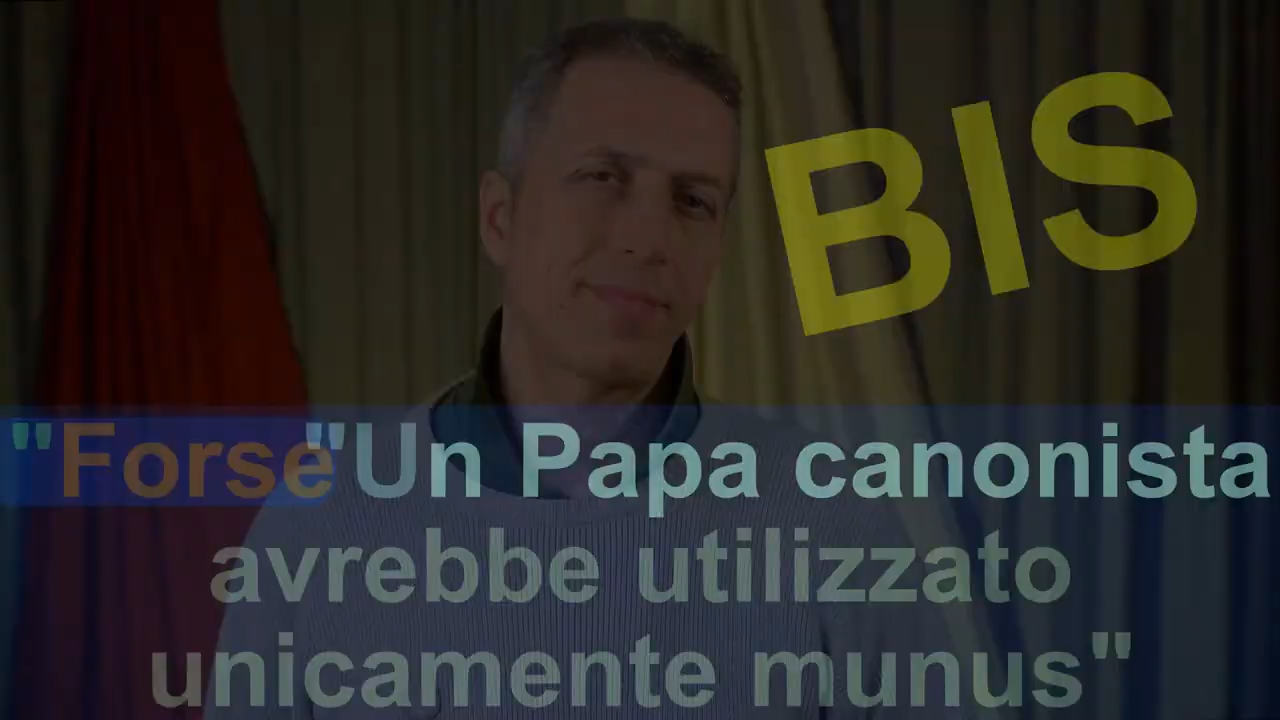 BIS
"Forse "Un Papa canonista
avrebbe utilizzato
unicamente munus"